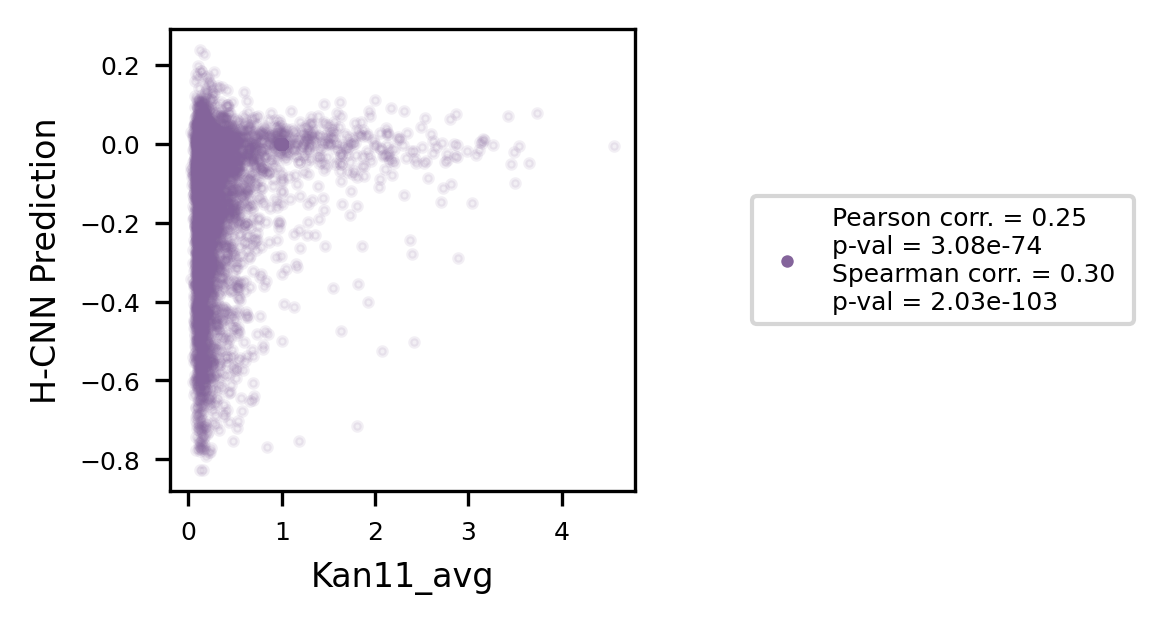 0.2
0.0
−0.2
−0.4
−0.6
−0.8
H-CNN Prediction
0
1
2
3
4
Kan11_avg
Pearson corr. = 0.25
p-val = 3.08e-74
Spearman corr. = 0.30
p-val = 2.03e-103